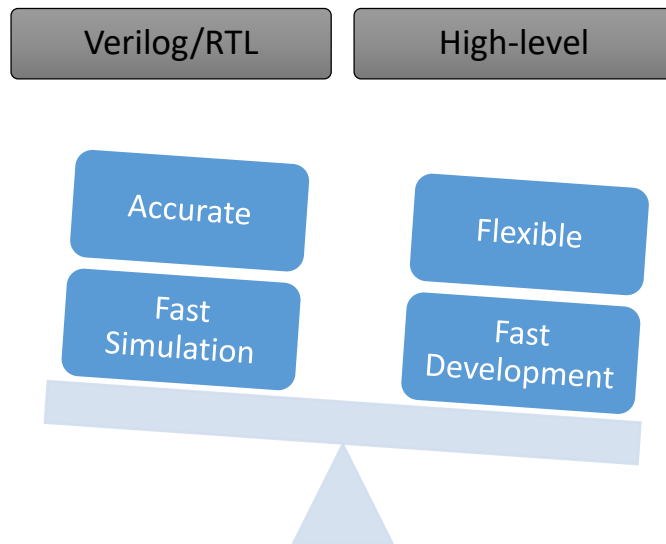 Verilog/RTL
High-level
Accurate
Flexible
Fast
Simulation
Fast
Development